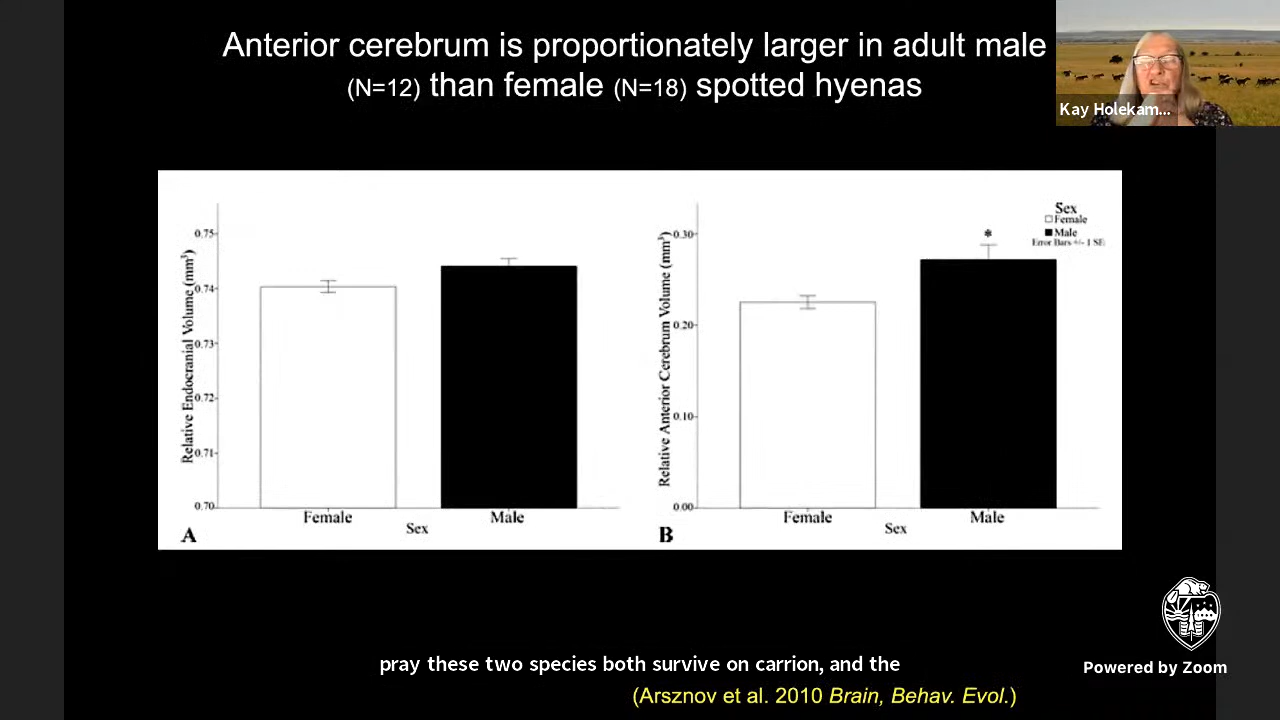 Anterior cerebrum is proportionately larger in adult male
(N=12) than female (N=18) spotted hyenas
Kay Holekam...
Relative Endocranial Volume (mm³)
0.75
0.74
0.73
0.72
0.71
0.70
Female
Male
Sex
A
Relative Anterior Cerebrum Volume (mm³)
0.30
0.20
0.10
0.00
*
Female
Male
Sex
B
Sex
Female
Male
Error Bars +/- 1 SE
pray these two species both survive on carrion, and the
(Arsznov et al. 2010 Brain, Behav. Evol.)
Powered by Zoom